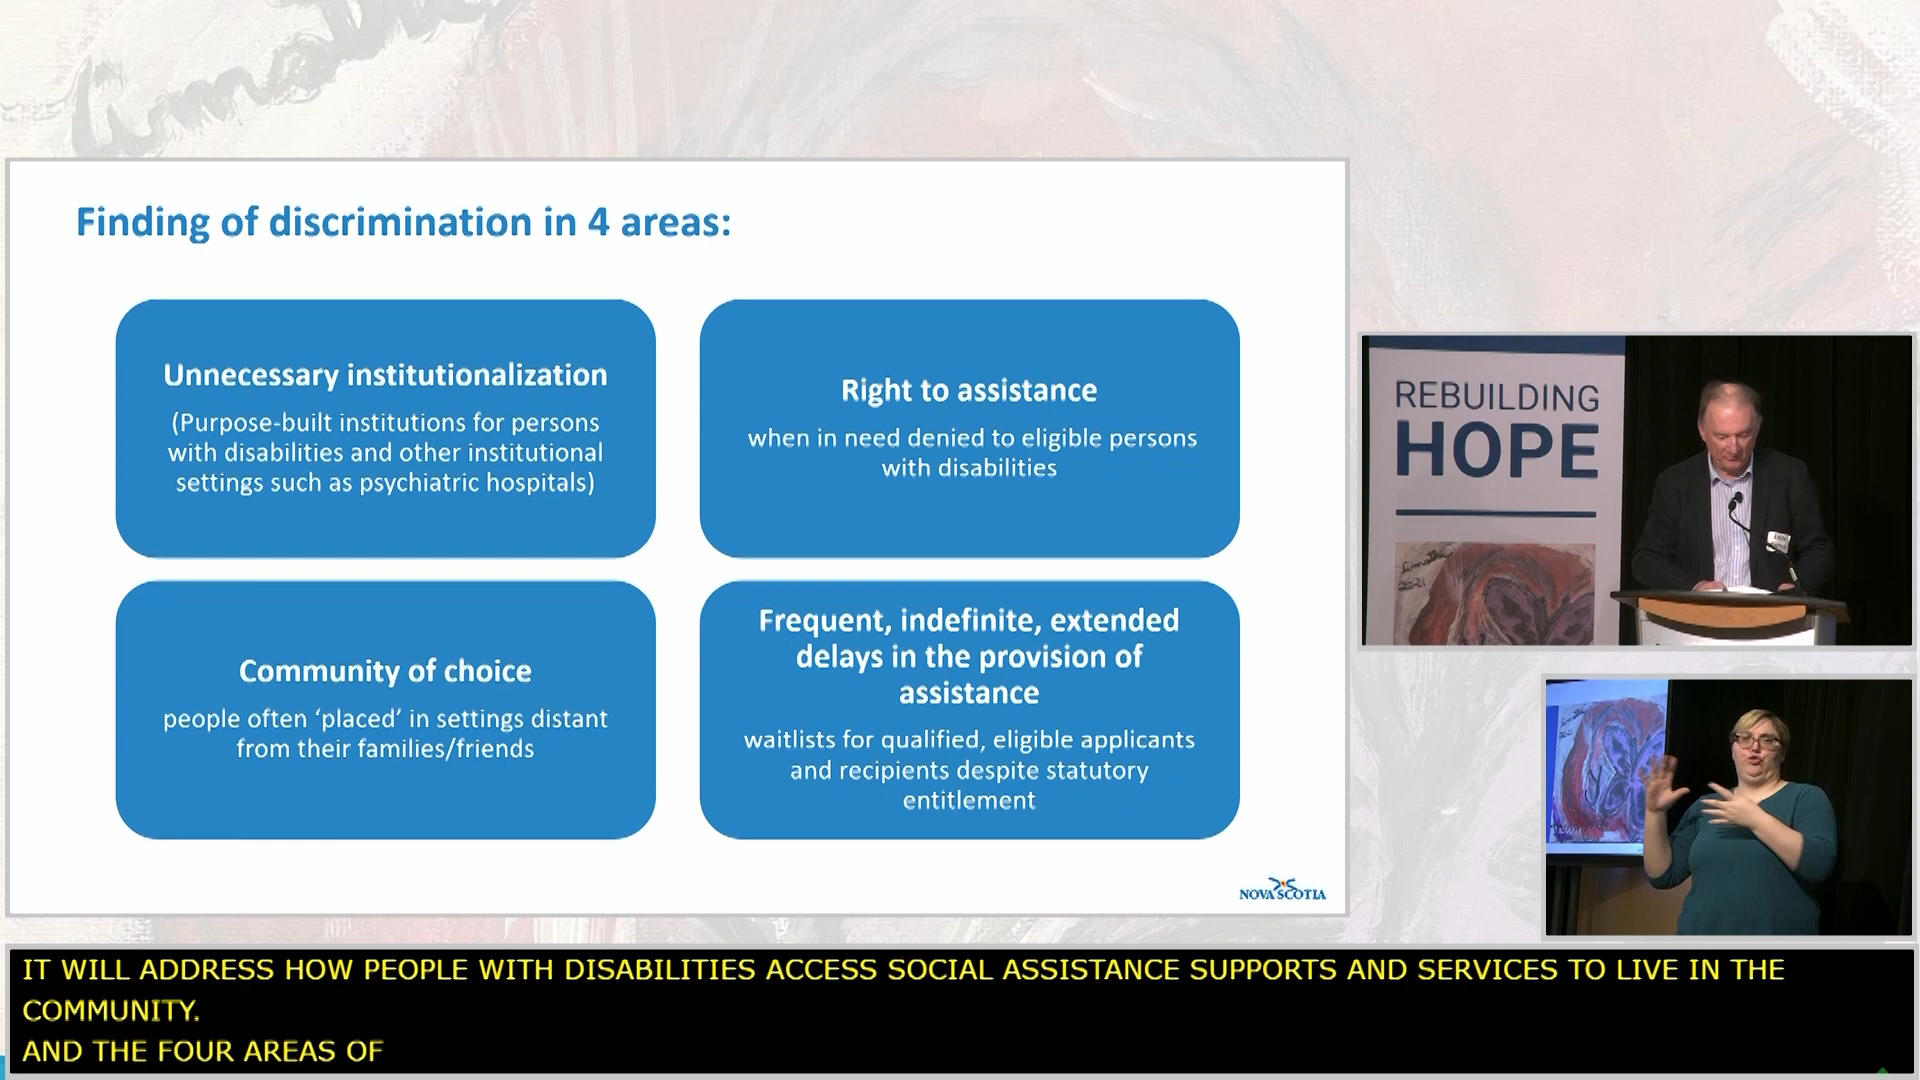 Finding of discrimination in 4 areas:
Unnecessary institutionalization
(Purpose-built institutions for persons
with disabilities and other institutional
settings such as psychiatric hospitals)
Right to assistance
when in need denied to eligible persons
with disabilities
Community of choice
people often ‘placed’ in settings distant
from their families/friends
Frequent, indefinite, extended
delays in the provision of
assistance
waitlists for qualified, eligible applicants
and recipients despite statutory
entitlement
NOVA SCOTIA
REBUILDING
HOPE
IT WILL ADDRESS HOW PEOPLE WITH DISABILITIES ACCESS SOCIAL ASSISTANCE SUPPORTS AND SERVICES TO LIVE IN THE
COMMUNITY.
AND THE FOUR AREAS OF